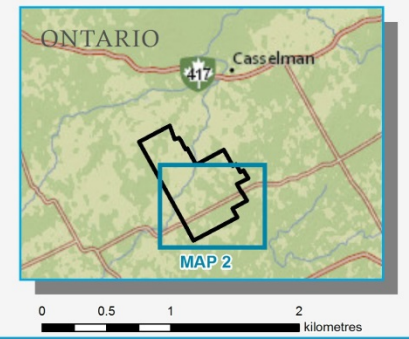 ONTARIO
Casselman
417
MAP 2
0 0.5 1 2
kilometres